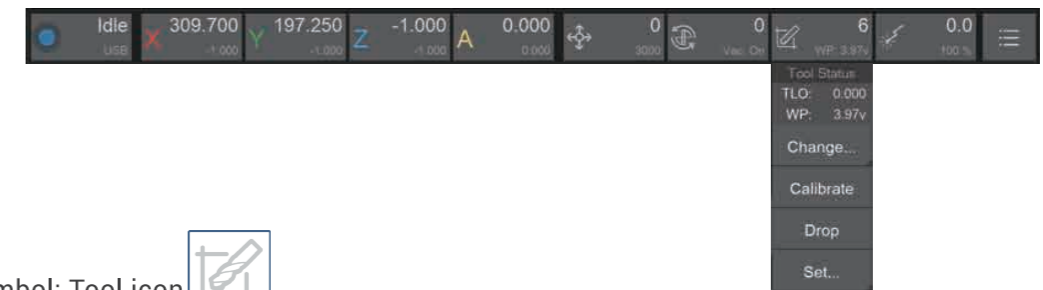 Idle X 309.700 Y 197.250 Z -1.000 A 0.000 0 0 6 0.0
USB -1.000 -1.000 -1.000 0.000 3000 Vac: On WP: 3.97v 100 %
Tool Status
TLO: 0.000
WP: 3.97v
Change...
Calibrate
Drop
Set...
Tool icon